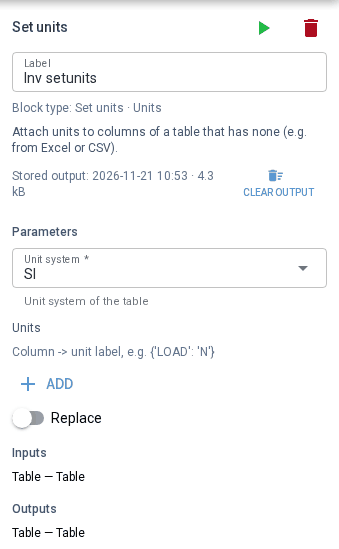 Set units
Label
Inv setunits
Block type: Set units · Units
Attach units to columns of a table that has none (e.g.
from Excel or CSV).
Stored output: 2026-11-21 10:53 · 4.3
kB
CLEAR OUTPUT
Parameters
Unit system *
SI
Unit system of the table
Units
Column -> unit label, e.g. {'LOAD': 'N'}
ADD
Replace
Inputs
Table — Table
Outputs
Table — Table